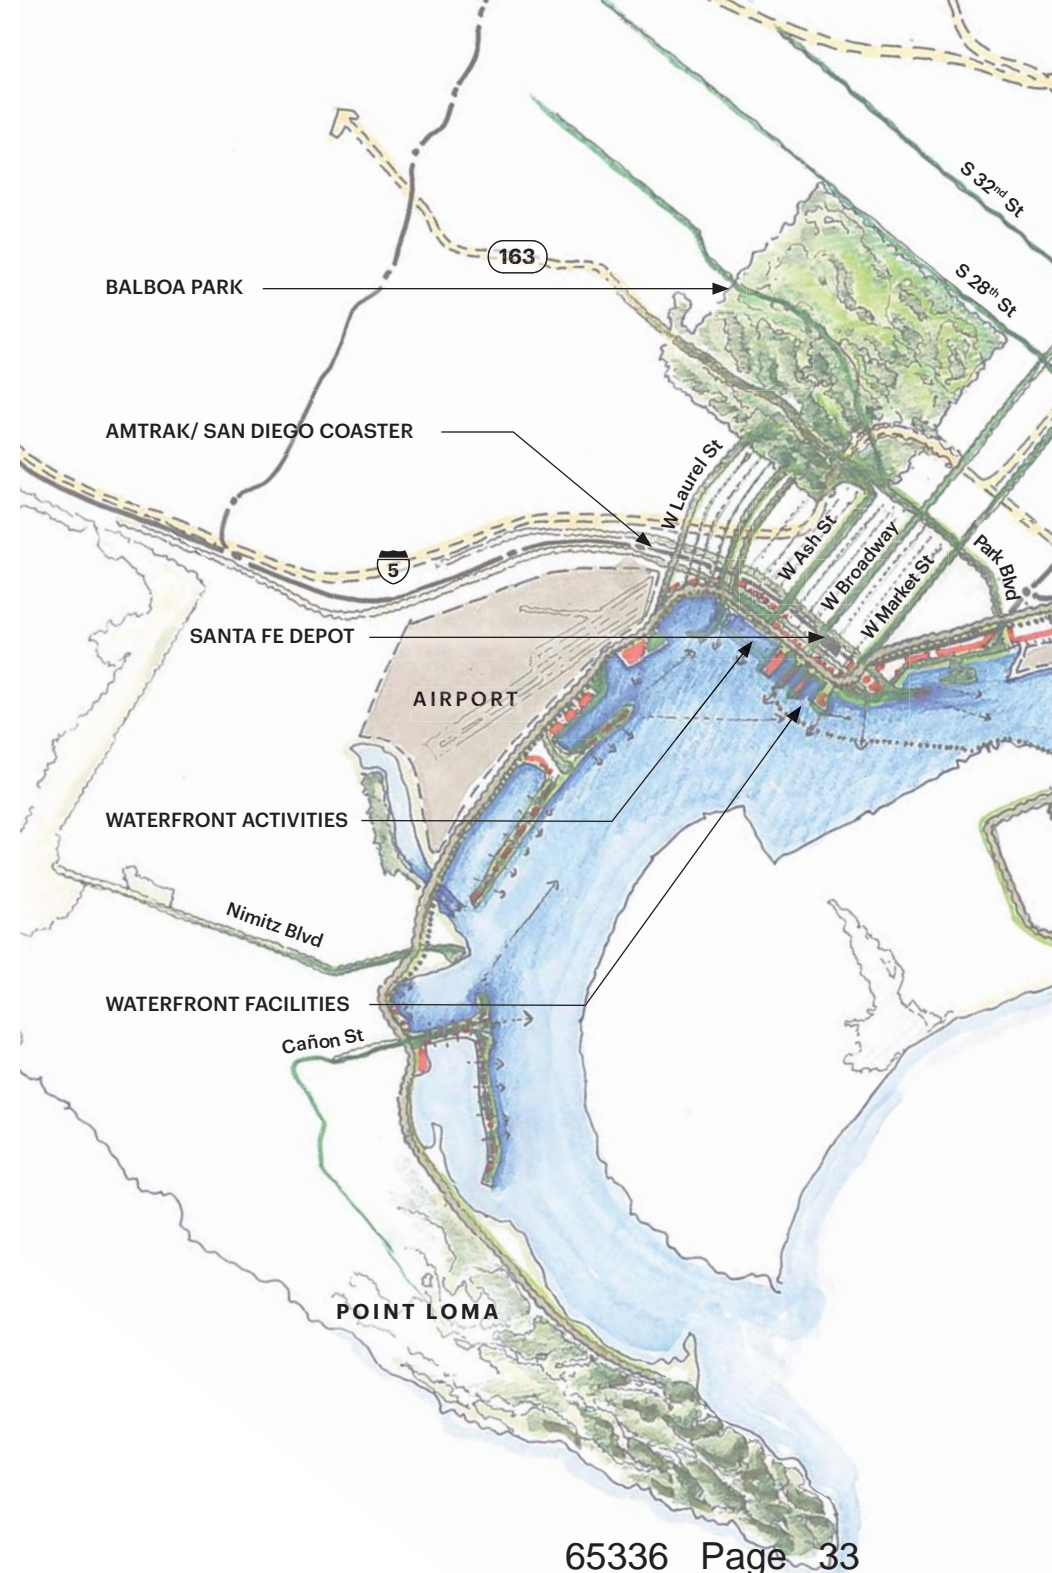 S 32nd St
163
BALBOA PARK
S 28th St
AMTRAK/ SAN DIEGO COASTER
W Laurel St
W Ash St
W Broadway
5
Park Blvd
W Market St
SANTA FE DEPOT
AIRPORT
WATERFRONT ACTIVITIES
Nimitz Blvd
WATERFRONT FACILITIES
Cañon St
POINT LOMA
65336 Page 33